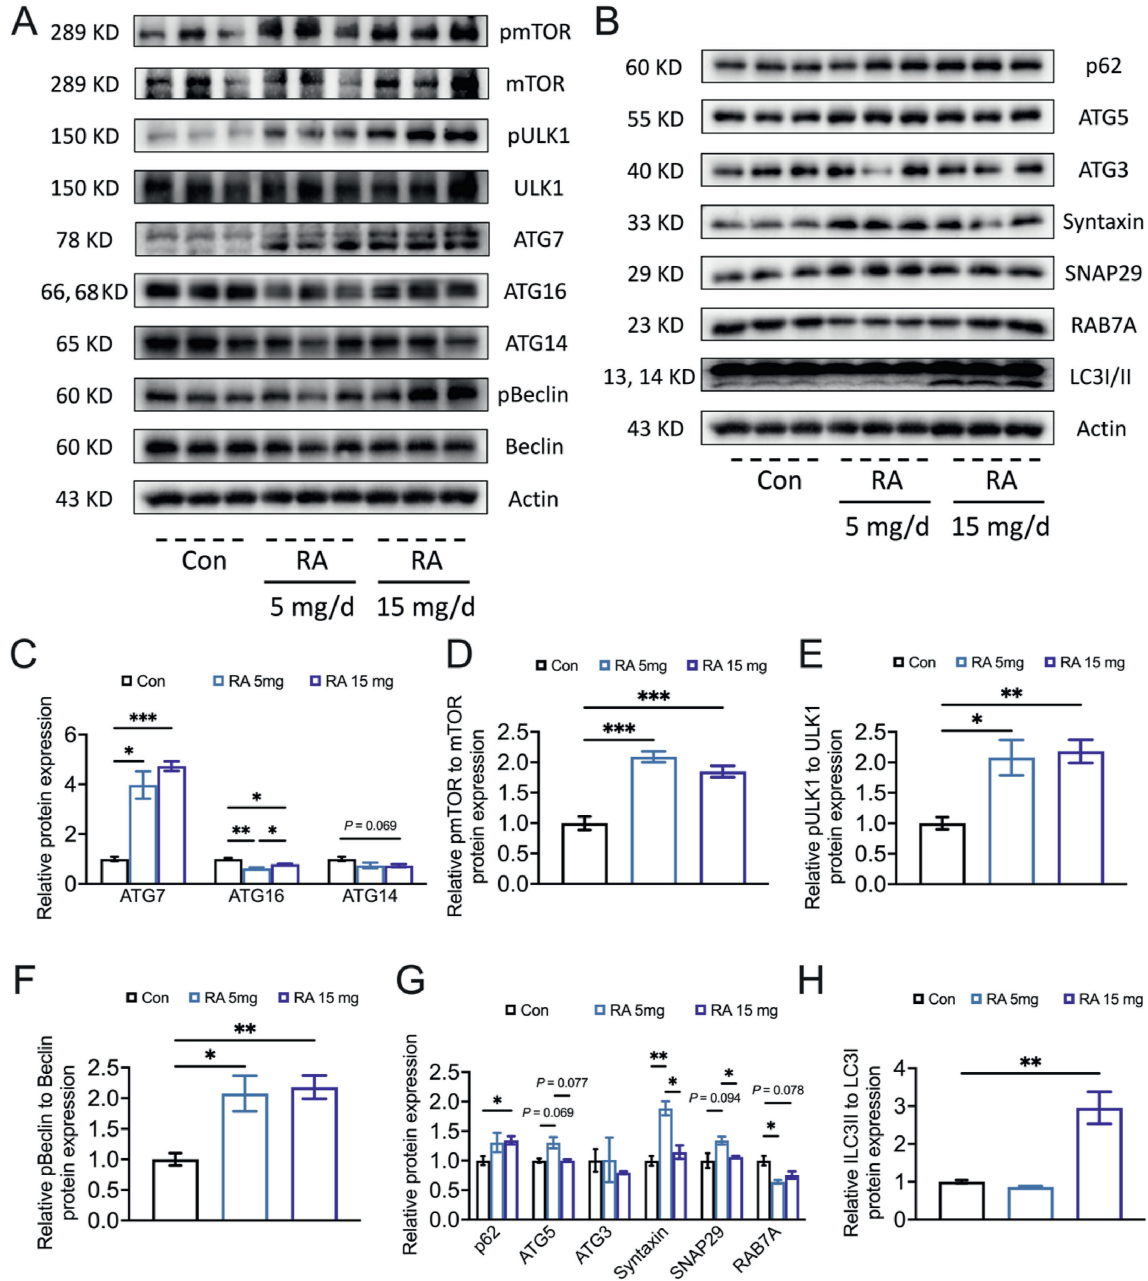 A
289 KD pmTOR
289 KD mTOR
150 KD pULK1
150 KD ULK1
78 KD ATG7
66, 68KD ATG16
65 KD ATG14
60 KD pBeclin
60 KD Beclin
43 KD Actin
Con RA RA
5 mg/d 15 mg/d
B
60 KD p62
55 KD ATG5
40 KD ATG3
33 KD Syntaxin
29 KD SNAP29
23 KD RAB7A
13, 14 KD LC3I/II
43 KD Actin
Con RA RA
5 mg/d 15 mg/d
C
Con RA 5mg RA 15 mg
Relative protein expression
6
4
2
0
***
*
*
** *
P = 0.069
ATG7 ATG16 ATG14
D
Con RA 5mg RA 15 mg
Relative pmTOR to mTOR
protein expression
2.5
2.0
1.5
1.0
0.5
0.0
***
***
E
Con RA 5mg RA 15 mg
Relative pULK1 to ULK1
protein expression
2.5
2.0
1.5
1.0
0.5
0.0
**
*
F
Con RA 5mg RA 15 mg
Relative pBeclin to Beclin
protein expression
2.5
2.0
1.5
1.0
0.5
0.0
**
*
G
Con RA 5mg RA 15 mg
Relative protein expression
2.5
2.0
1.5
1.0
0.5
0.0
*
P = 0.077
P = 0.069
**
*
*
P = 0.094
P = 0.078
*
p62 ATG5 ATG3 Syntaxin SNAP29 RAB7A
H
Con RA 5mg RA 15 mg
Relative lLC3II to LC3I
protein expression
4
3
2
1
0
**